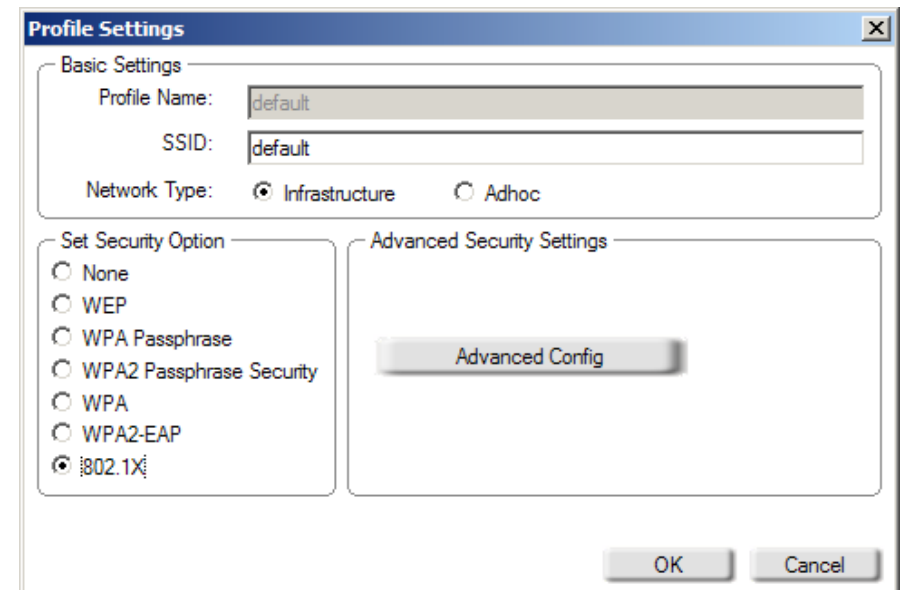 Profile Settings
Basic Settings
Profile Name: default
SSID: default
Network Type: Infrastructure Adhoc
Set Security Option
None
WEP
WPA Passphrase
WPA2 Passphrase Security
WPA
WPA2-EAP
802.1X
Advanced Security Settings
Advanced Config
OK Cancel